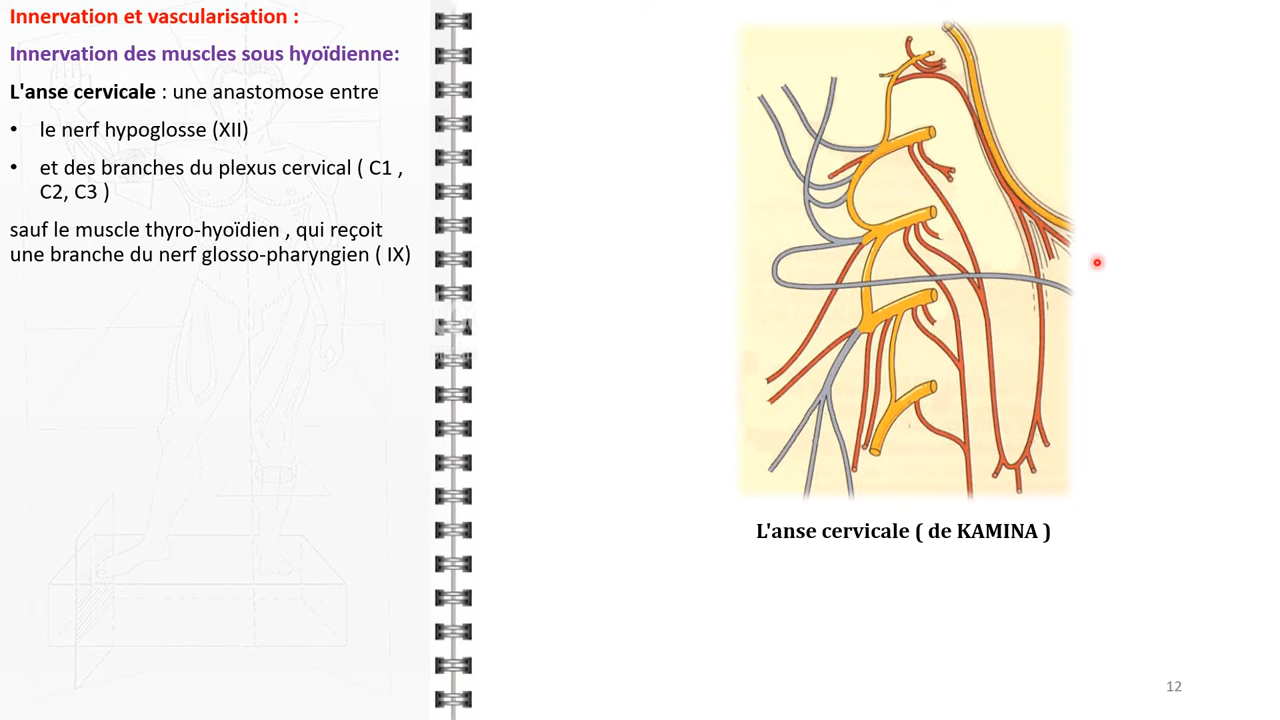 Innervation et vascularisation :
Innervation des muscles sous hyoïdienne:
L'anse cervicale : une anastomose entre
• le nerf hypoglosse (XII)
• et des branches du plexus cervical ( C1 ,
C2, C3 )
sauf le muscle thyro-hyoïdien , qui reçoit
une branche du nerf glosso-pharyngien ( IX)
L'anse cervicale ( de KAMINA )
12